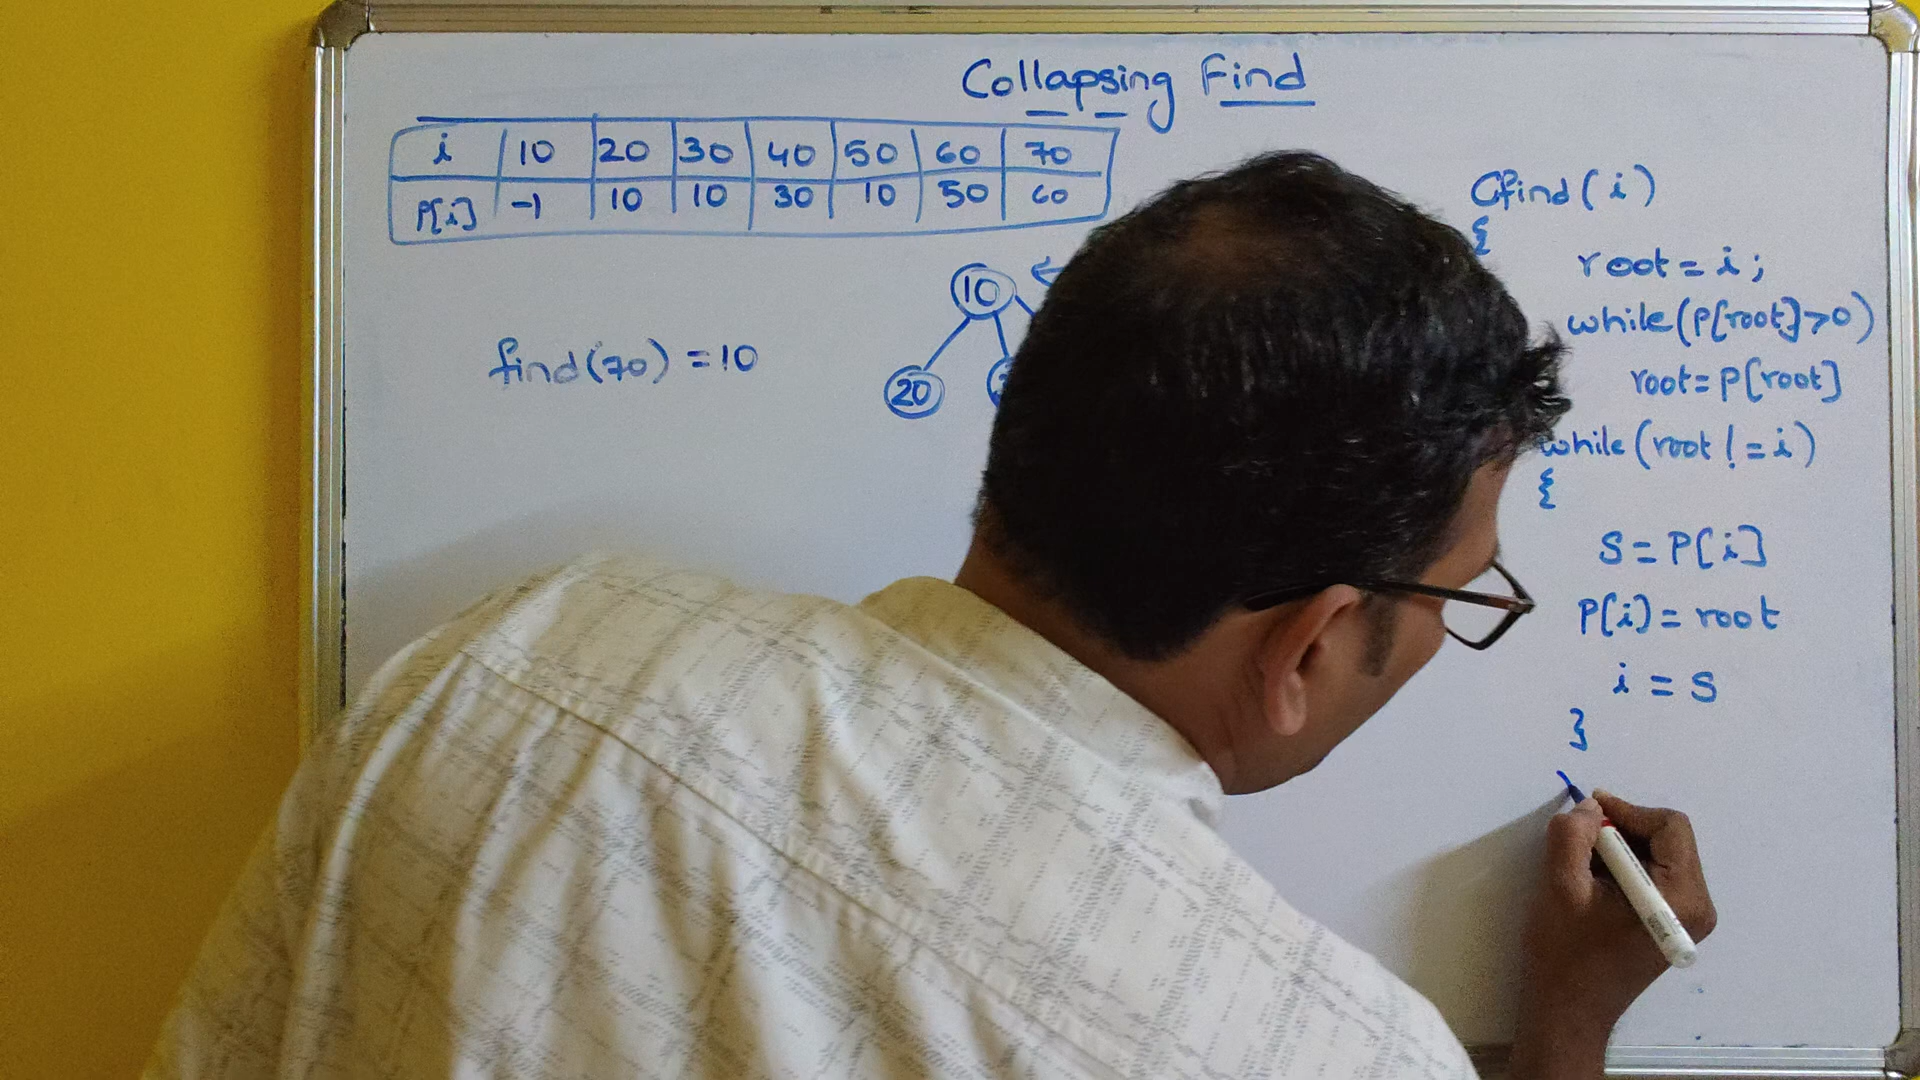 Collapsing Find
i 10 20 30 40 50 60 70
P[i] -1 10 10 30 10 50 60
find(70) = 10
10
20
Cfind(i)
{
root = i;
while(P[root]>0)
root = P[root]
while(root != i)
{
S = P[i]
P[i] = root
i = S
}